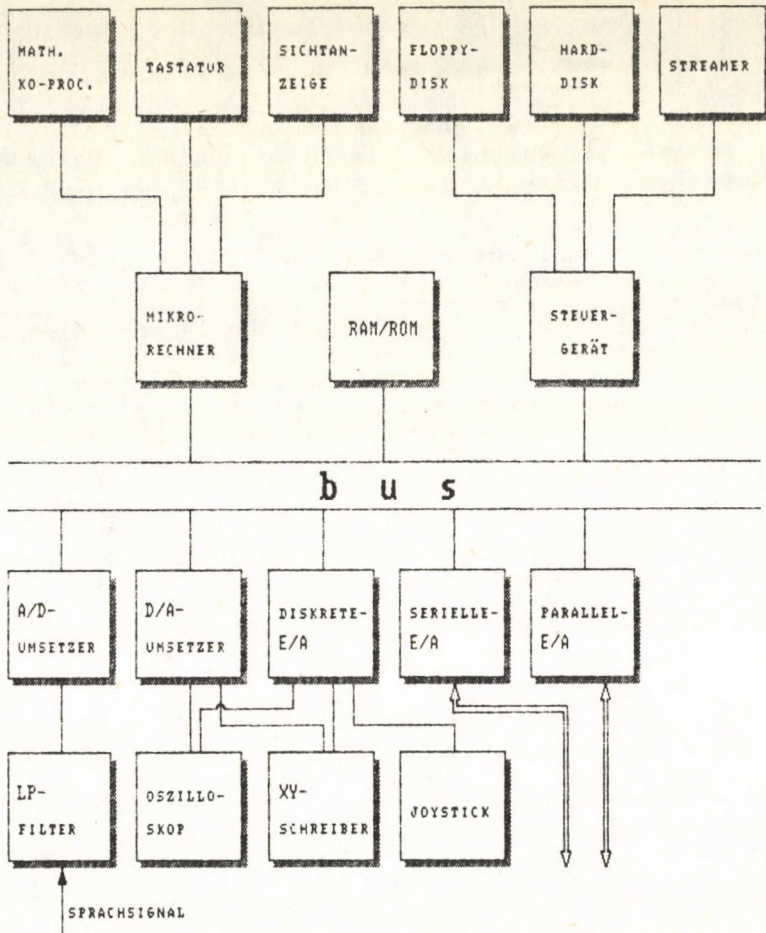 MATH.
KO-PROC.
TASTATUR
SICHTAN-
ZEIGE
FLOPPY-
DISK
HARD-
DISK
STREAMER
MIKRO-
RECHNER
RAM/ROM
STEUER-
GERÄT
bus
A/D-
UMSETZER
D/A-
UMSETZER
DISKRETE-
E/A
SERIELLE-
E/A
PARALLEL-
E/A
LP-
FILTER
OSZILLO-
SKOP
XY-
SCHREIBER
JOYSTICK
SPRACHSIGNAL